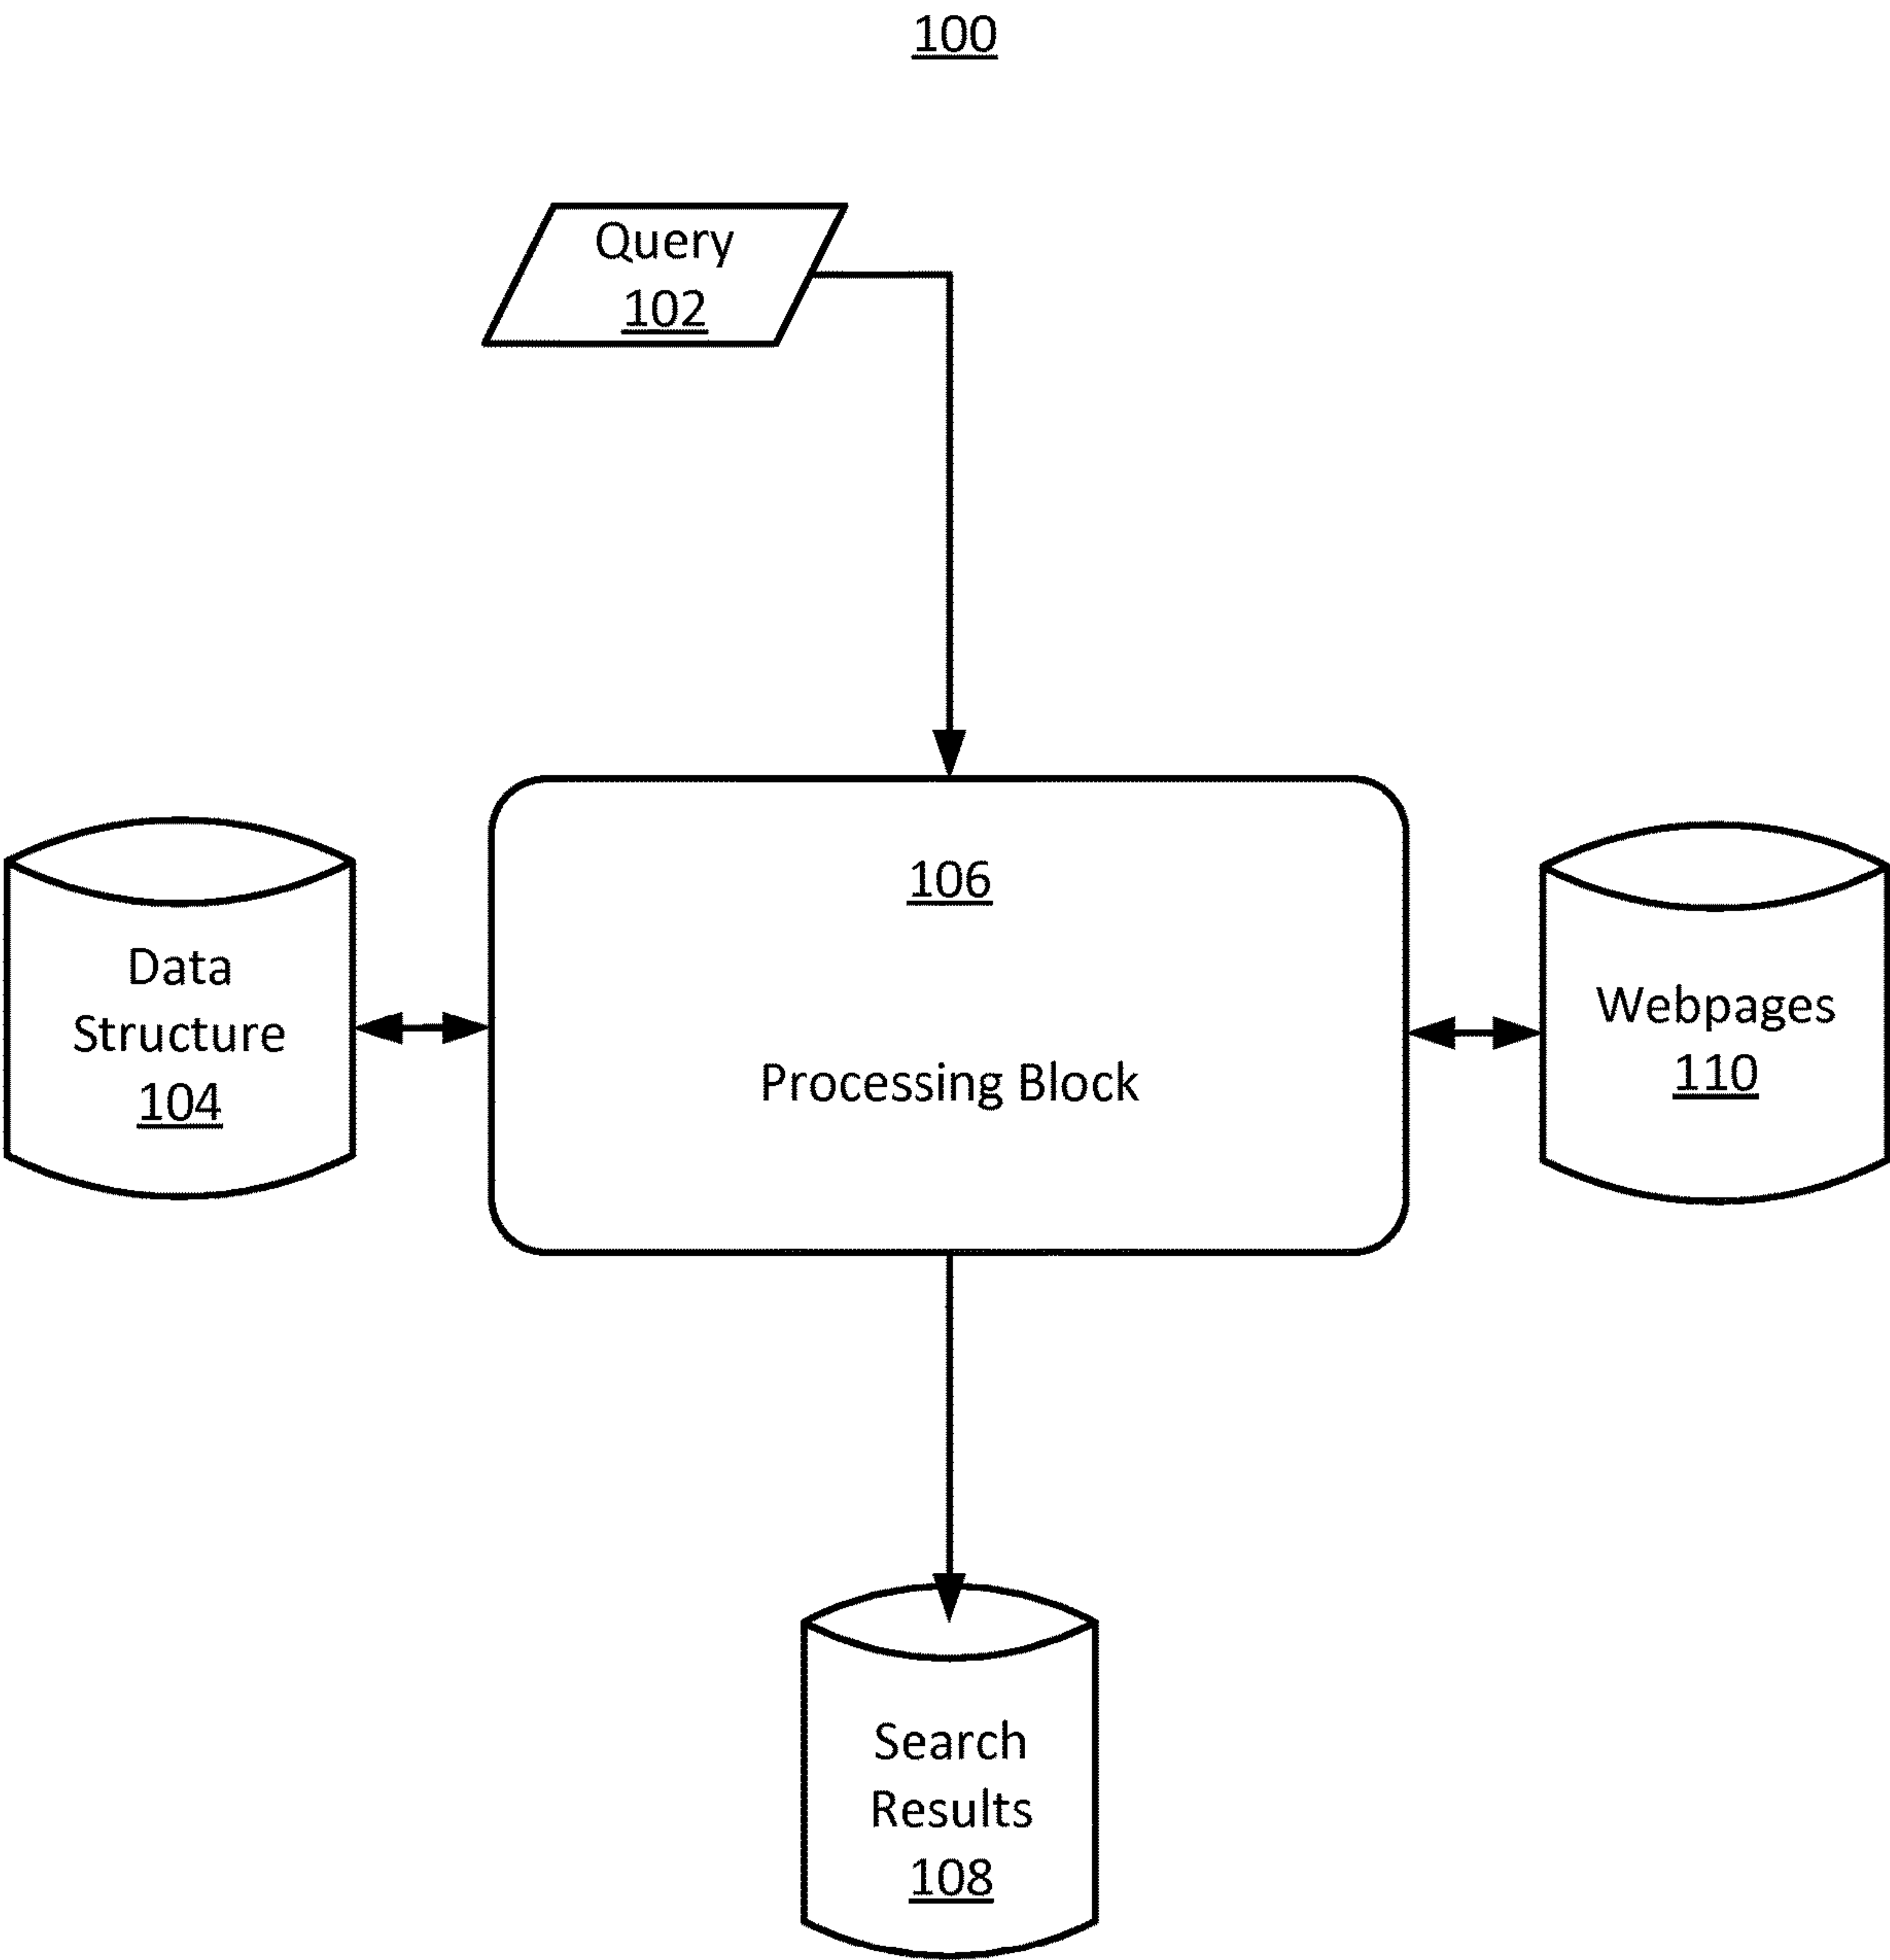 100
Query
102
106
Processing Block
Data
Structure
104
Webpages
110
Search
Results
108